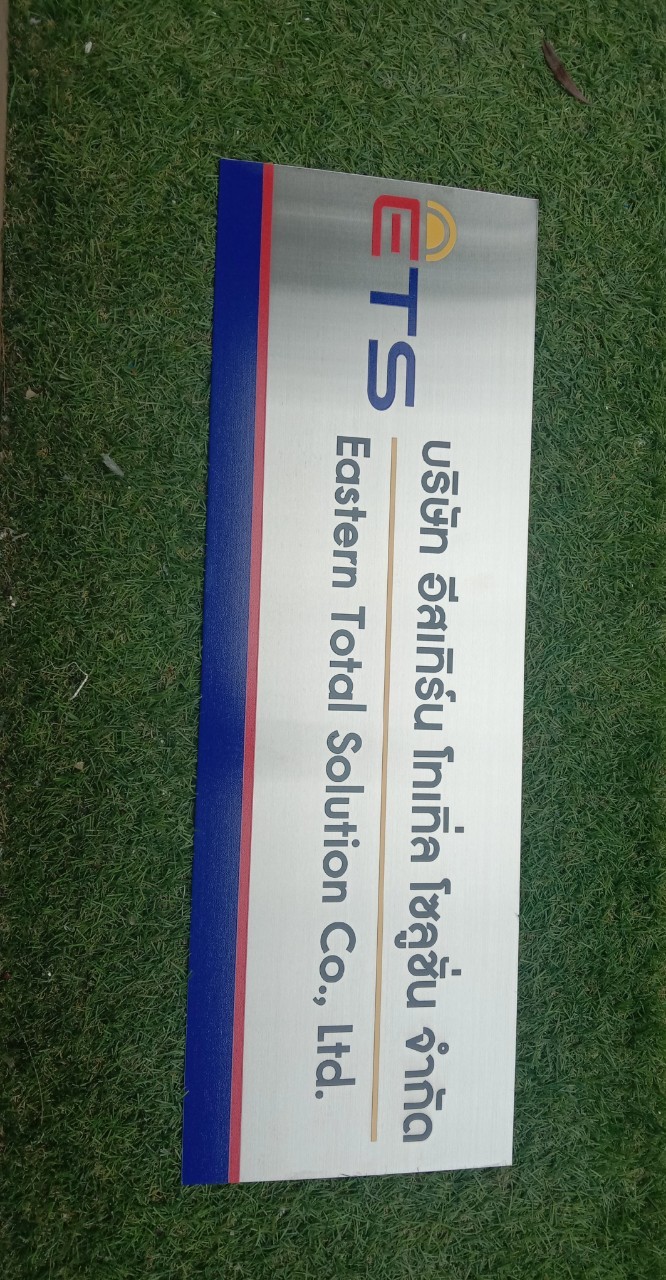 ETS
บริษัท อีสเทิร์น โทเทิ่ล โซลูชั่น จำกัด
Eastern Total Solution Co., Ltd.